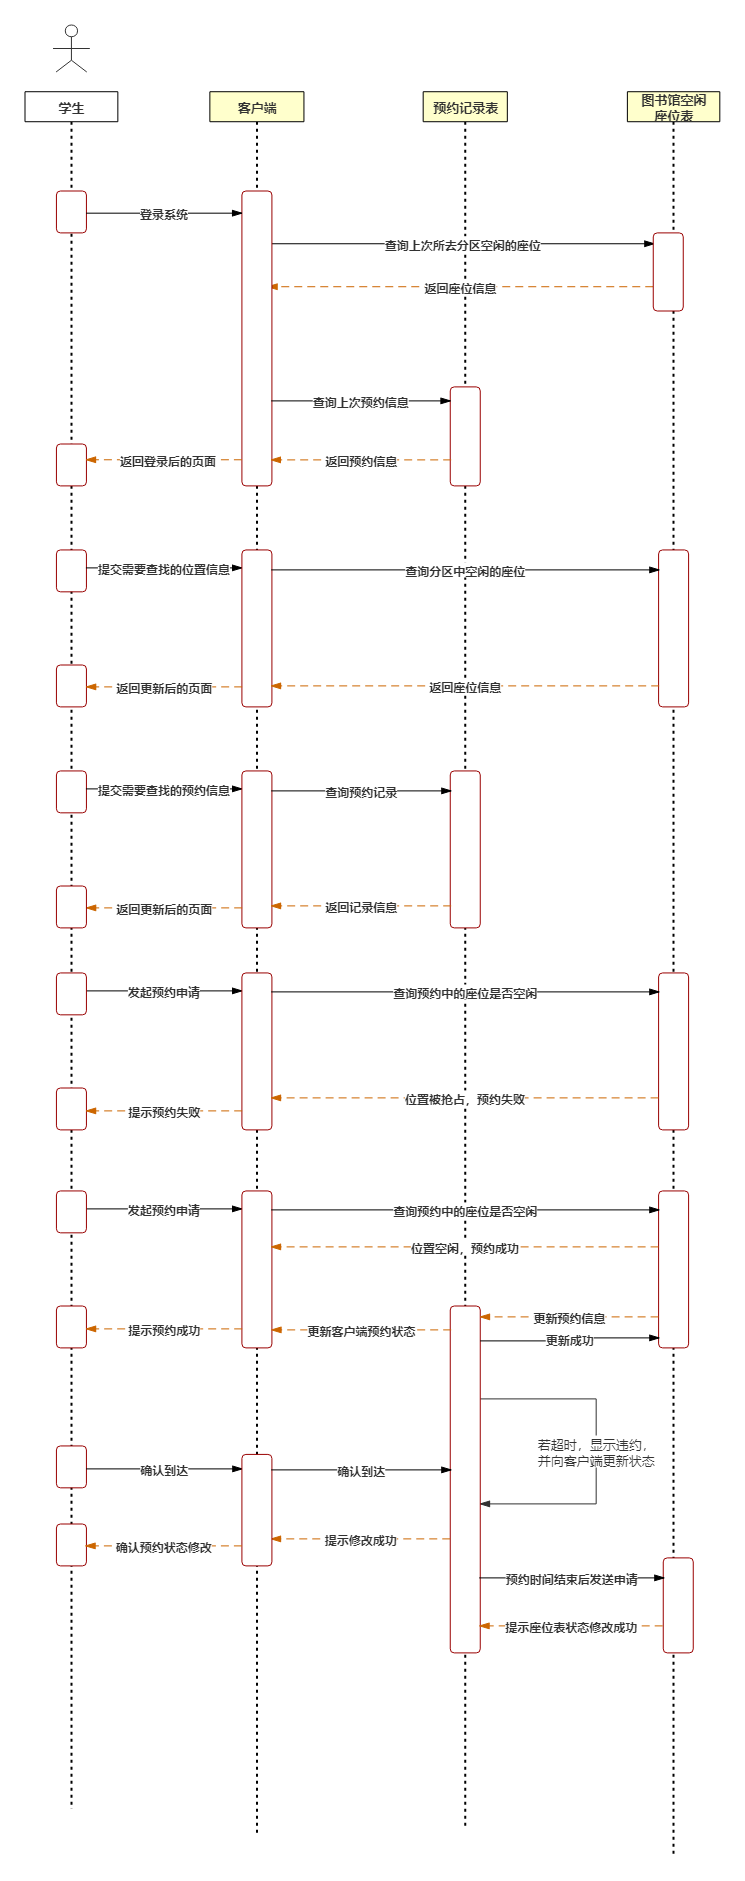 学生
客户端
预约记录表
图书馆空闲
座位表
登录系统
查询上次所去分区空闲的座位
返回座位信息
查询上次预约信息
返回登录后的页面
返回预约信息
提交需要查找的位置信息
查询分区中空闲的座位
返回更新后的页面
返回座位信息
提交需要查找的预约信息
查询预约记录
返回更新后的页面
返回记录信息
发起预约申请
查询预约中的座位是否空闲
位置被抢占，预约失败
提示预约失败
发起预约申请
查询预约中的座位是否空闲
位置空闲，预约成功
更新预约信息
提示预约成功
更新客户端预约状态
更新成功
若超时，显示违约，
并向客户端更新状态
确认到达
确认到达
提示修改成功
确认预约状态修改
预约时间结束后发送申请
提示座位表状态修改成功